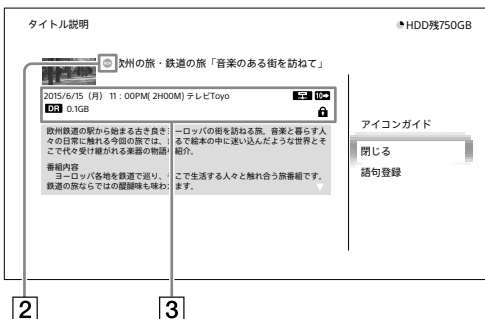 タイトル説明
HDD残750GB
欧州の旅・鉄道の旅「音楽のある街を訪ねて」
2015/6/15（月） 11：00PM( 2H00M) テレビToyo
10
DR 0.1GB
欧州鉄道の駅から始まる古き良きヨーロッパの街を訪ねる旅。音楽と暮らす人
々の日常に触れる今回の旅では、まるで絵本の中に迷い込んだような世界とそ
こで代々受け継がれる楽器の物語を紹介。
番組内容
ヨーロッパ各地を鉄道で巡り、そこで生活する人々と触れ合う旅番組です。
鉄道の旅ならではの醍醐味も味わえます。
アイコンガイド
閉じる
語句登録
2
3